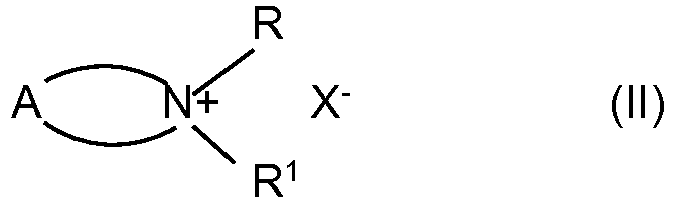 R
A N+ X- (II)
R¹